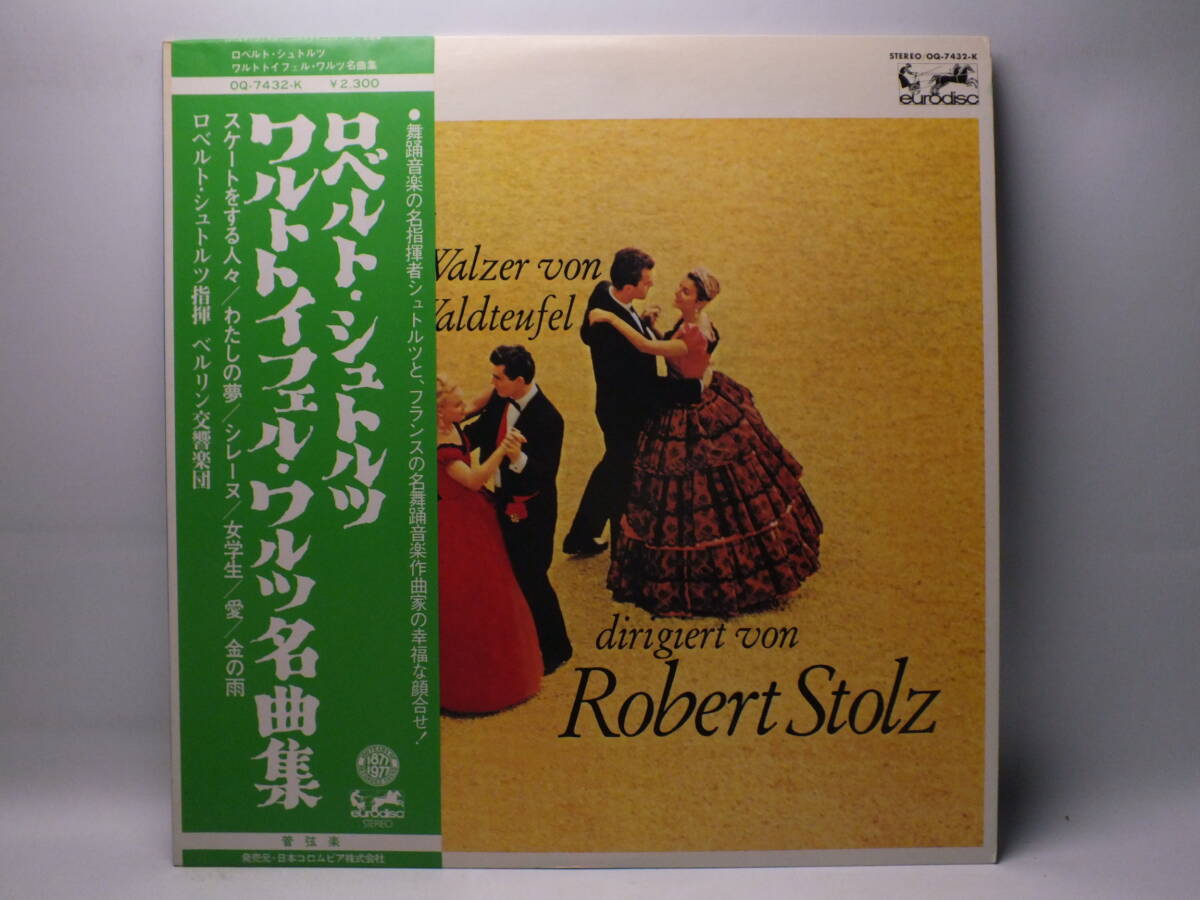 ロベルト・シュトルツ
ワルトトイフェル・ワルツ名曲集
OQ-7432-K ¥2,300
●舞踊音楽の名指揮者シュトルツと、フランスの名舞踊音楽作曲家の幸福な顔合せ!
ロベルト・シュトルツ
ワルトトイフェル・ワルツ名曲集
スケートをする人々/わたしの夢/シレーヌ/女学生/愛/金の雨
ロベルト・シュトルツ指揮 ベルリン交響楽団
1877
1977
eurodisc
STEREO
管弦楽
発売元・日本コロムビア株式会社
STEREO/OQ-7432-K
eurodisc
Walzer von
Waldteufel
dirigiert von
Robert Stolz